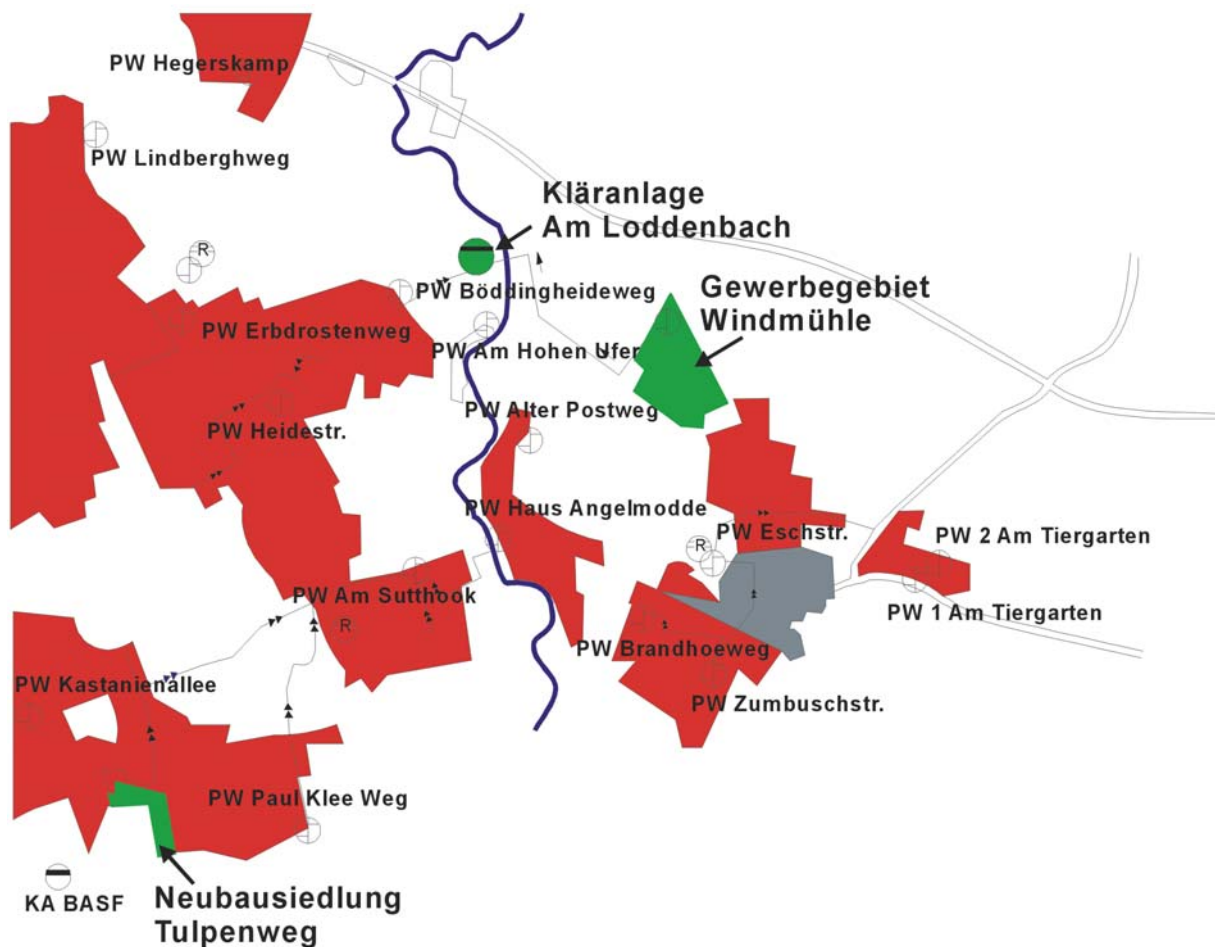 PW Hegerskamp
PW Lindberghweg
Kläranlage
Am Loddenbach
R
PW Böddingheideweg
Gewerbegebiet
Windmühle
PW Erbdrostenweg
PW Am Hohen Ufer
PW Alter Postweg
PW Heidestr.
PW Haus Angelmodde
PW Eschstr.
R
PW 2 Am Tiergarten
PW Am Sutthook
PW 1 Am Tiergarten
R
PW Brandhoeweg
PW Kastanienallee
PW Zumbuschstr.
PW Paul Klee Weg
KA BASF
Neubausiedlung
Tulpenweg